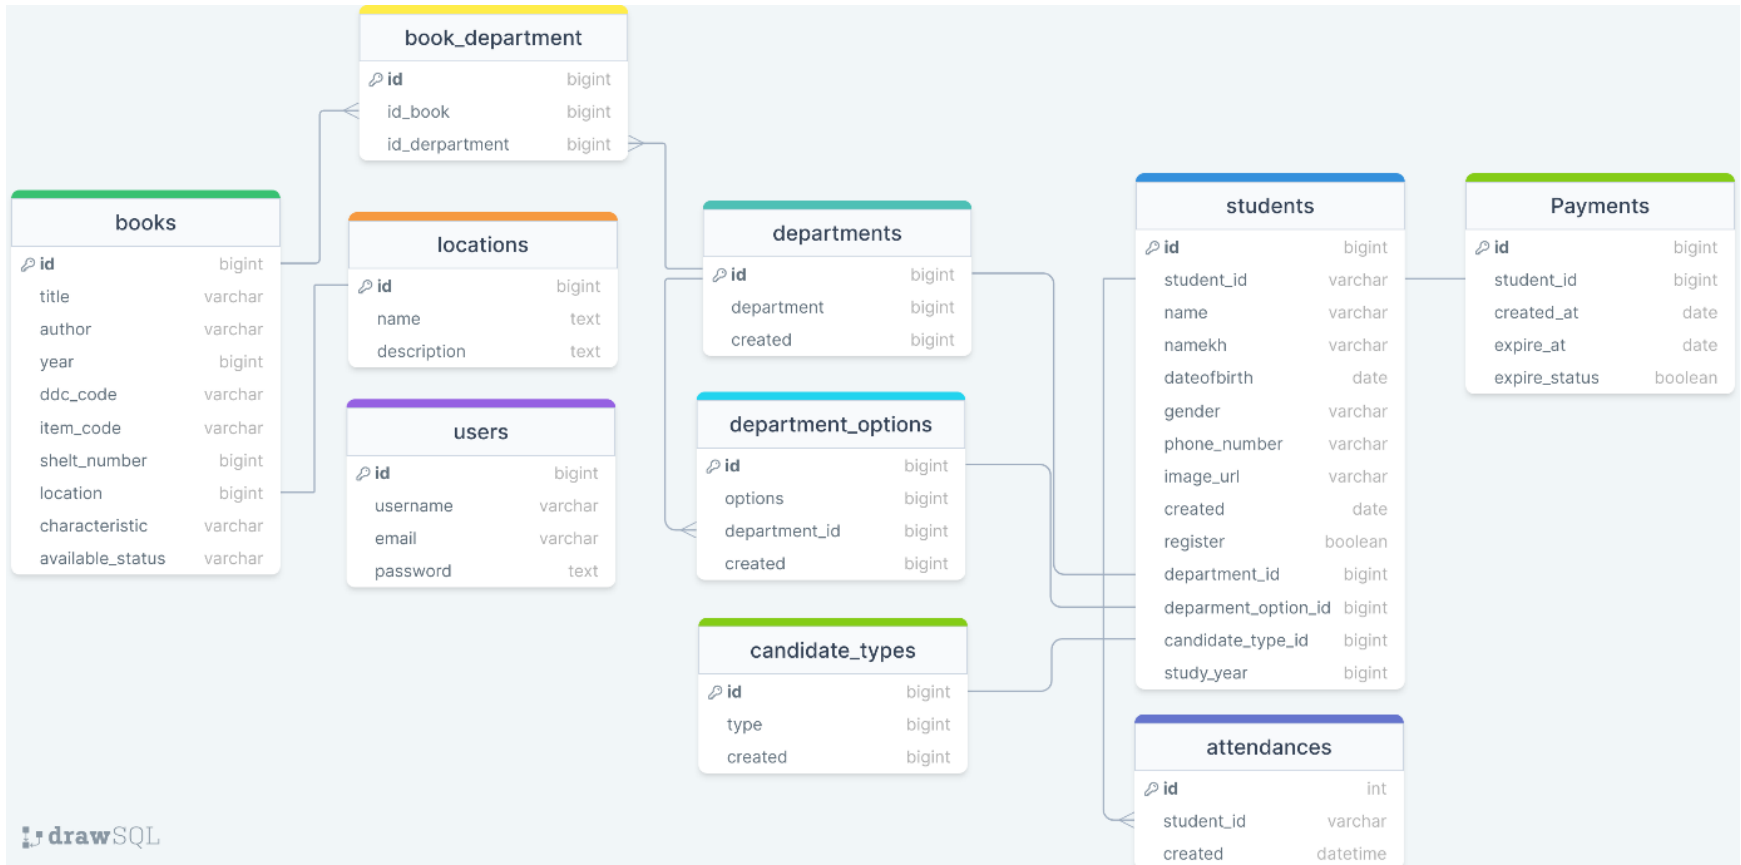 book_department
id bigint
id_book bigint
id_derpartment bigint
books
id bigint
title varchar
author varchar
year bigint
ddc_code varchar
item_code varchar
shelt_number bigint
location bigint
characteristic varchar
available_status varchar
locations
id bigint
name text
description text
users
id bigint
username varchar
email varchar
password text
departments
id bigint
department bigint
created bigint
department_options
id bigint
options bigint
department_id bigint
created bigint
candidate_types
id bigint
type bigint
created bigint
students
id bigint
student_id varchar
name varchar
namekh varchar
dateofbirth date
gender varchar
phone_number varchar
image_url varchar
created date
register boolean
department_id bigint
deparment_option_id bigint
candidate_type_id bigint
study_year bigint
Payments
id bigint
student_id bigint
created_at date
expire_at date
expire_status boolean
attendances
id int
student_id varchar
created datetime
drawSQL